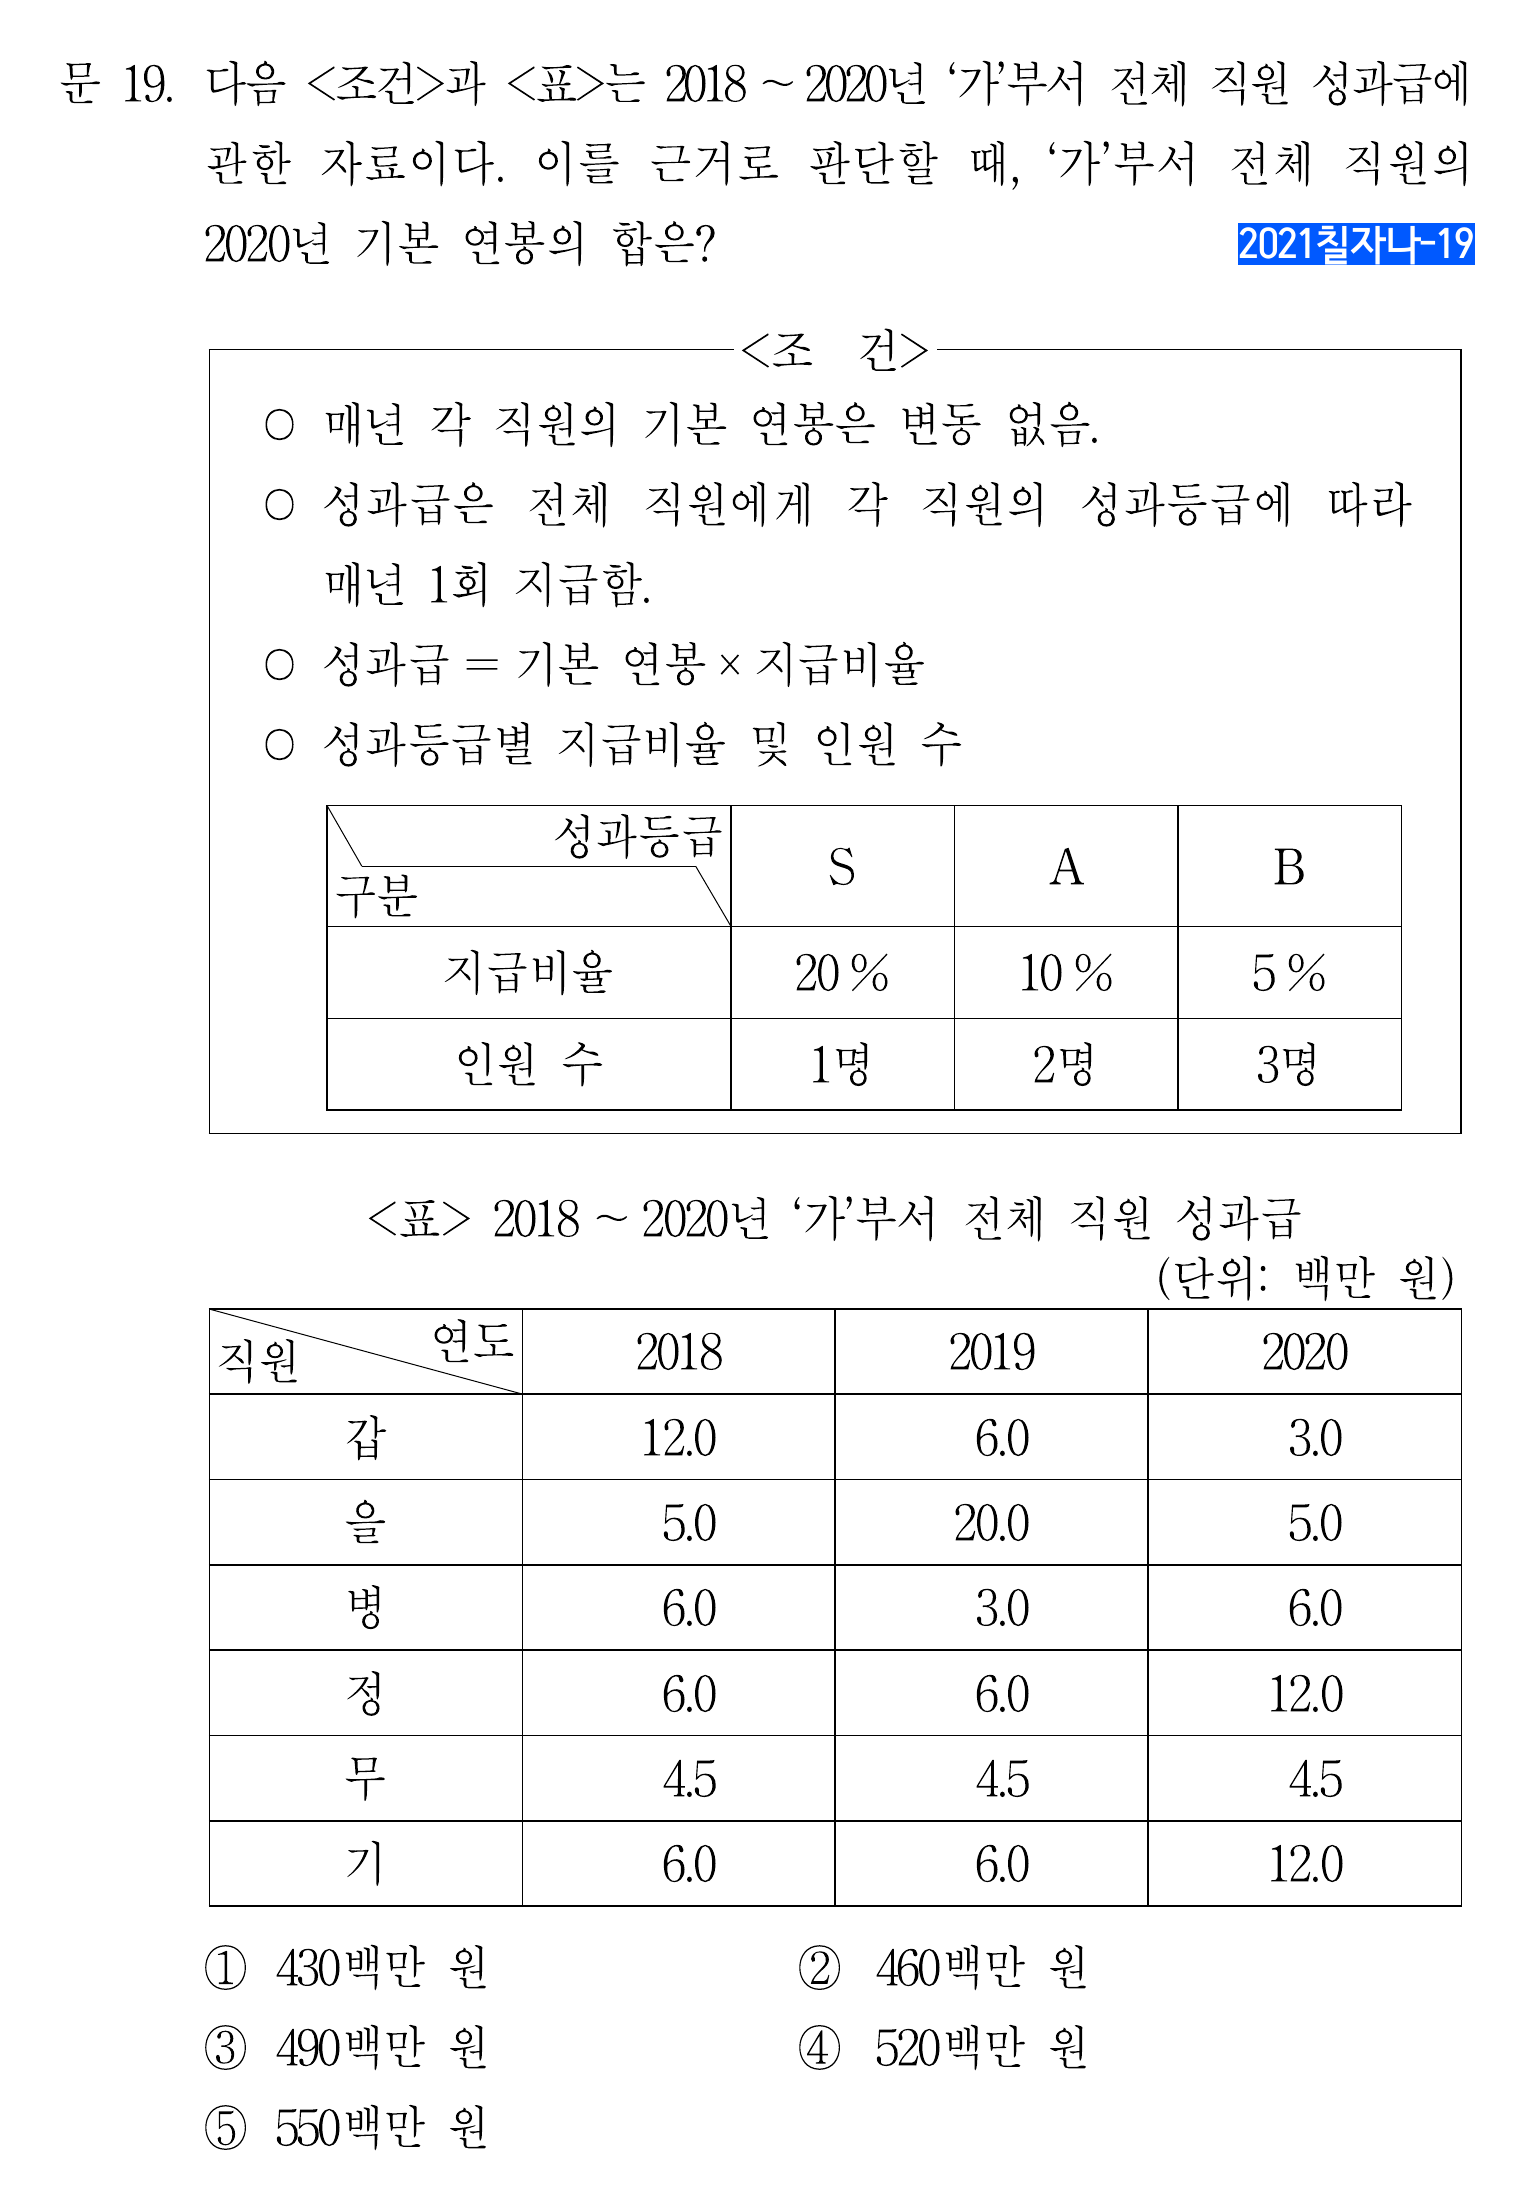 문 19. 다음 <조건>과 <표>는 2018 ~ 2020년 ‘가’부서 전체 직원 성과급에
관한 자료이다. 이를 근거로 판단할 때, ‘가’부서 전체 직원의
2020년 기본 연봉의 합은? 2021칠자나-19
<조 건>
○ 매년 각 직원의 기본 연봉은 변동 없음.
○ 성과급은 전체 직원에게 각 직원의 성과등급에 따라
매년 1회 지급함.
○ 성과급 = 기본 연봉 × 지급비율
○ 성과등급별 지급비율 및 인원 수
성과등급
구분 S A B
지급비율 20 % 10 % 5 %
인원 수 1명 2명 3명
<표> 2018 ~ 2020년 ‘가’부서 전체 직원 성과급
(단위: 백만 원)
직원 연도 2018 2019 2020
갑 12.0 6.0 3.0
을 5.0 20.0 5.0
병 6.0 3.0 6.0
정 6.0 6.0 12.0
무 4.5 4.5 4.5
기 6.0 6.0 12.0
① 430백만 원 ② 460백만 원
③ 490백만 원 ④ 520백만 원
⑤ 550백만 원